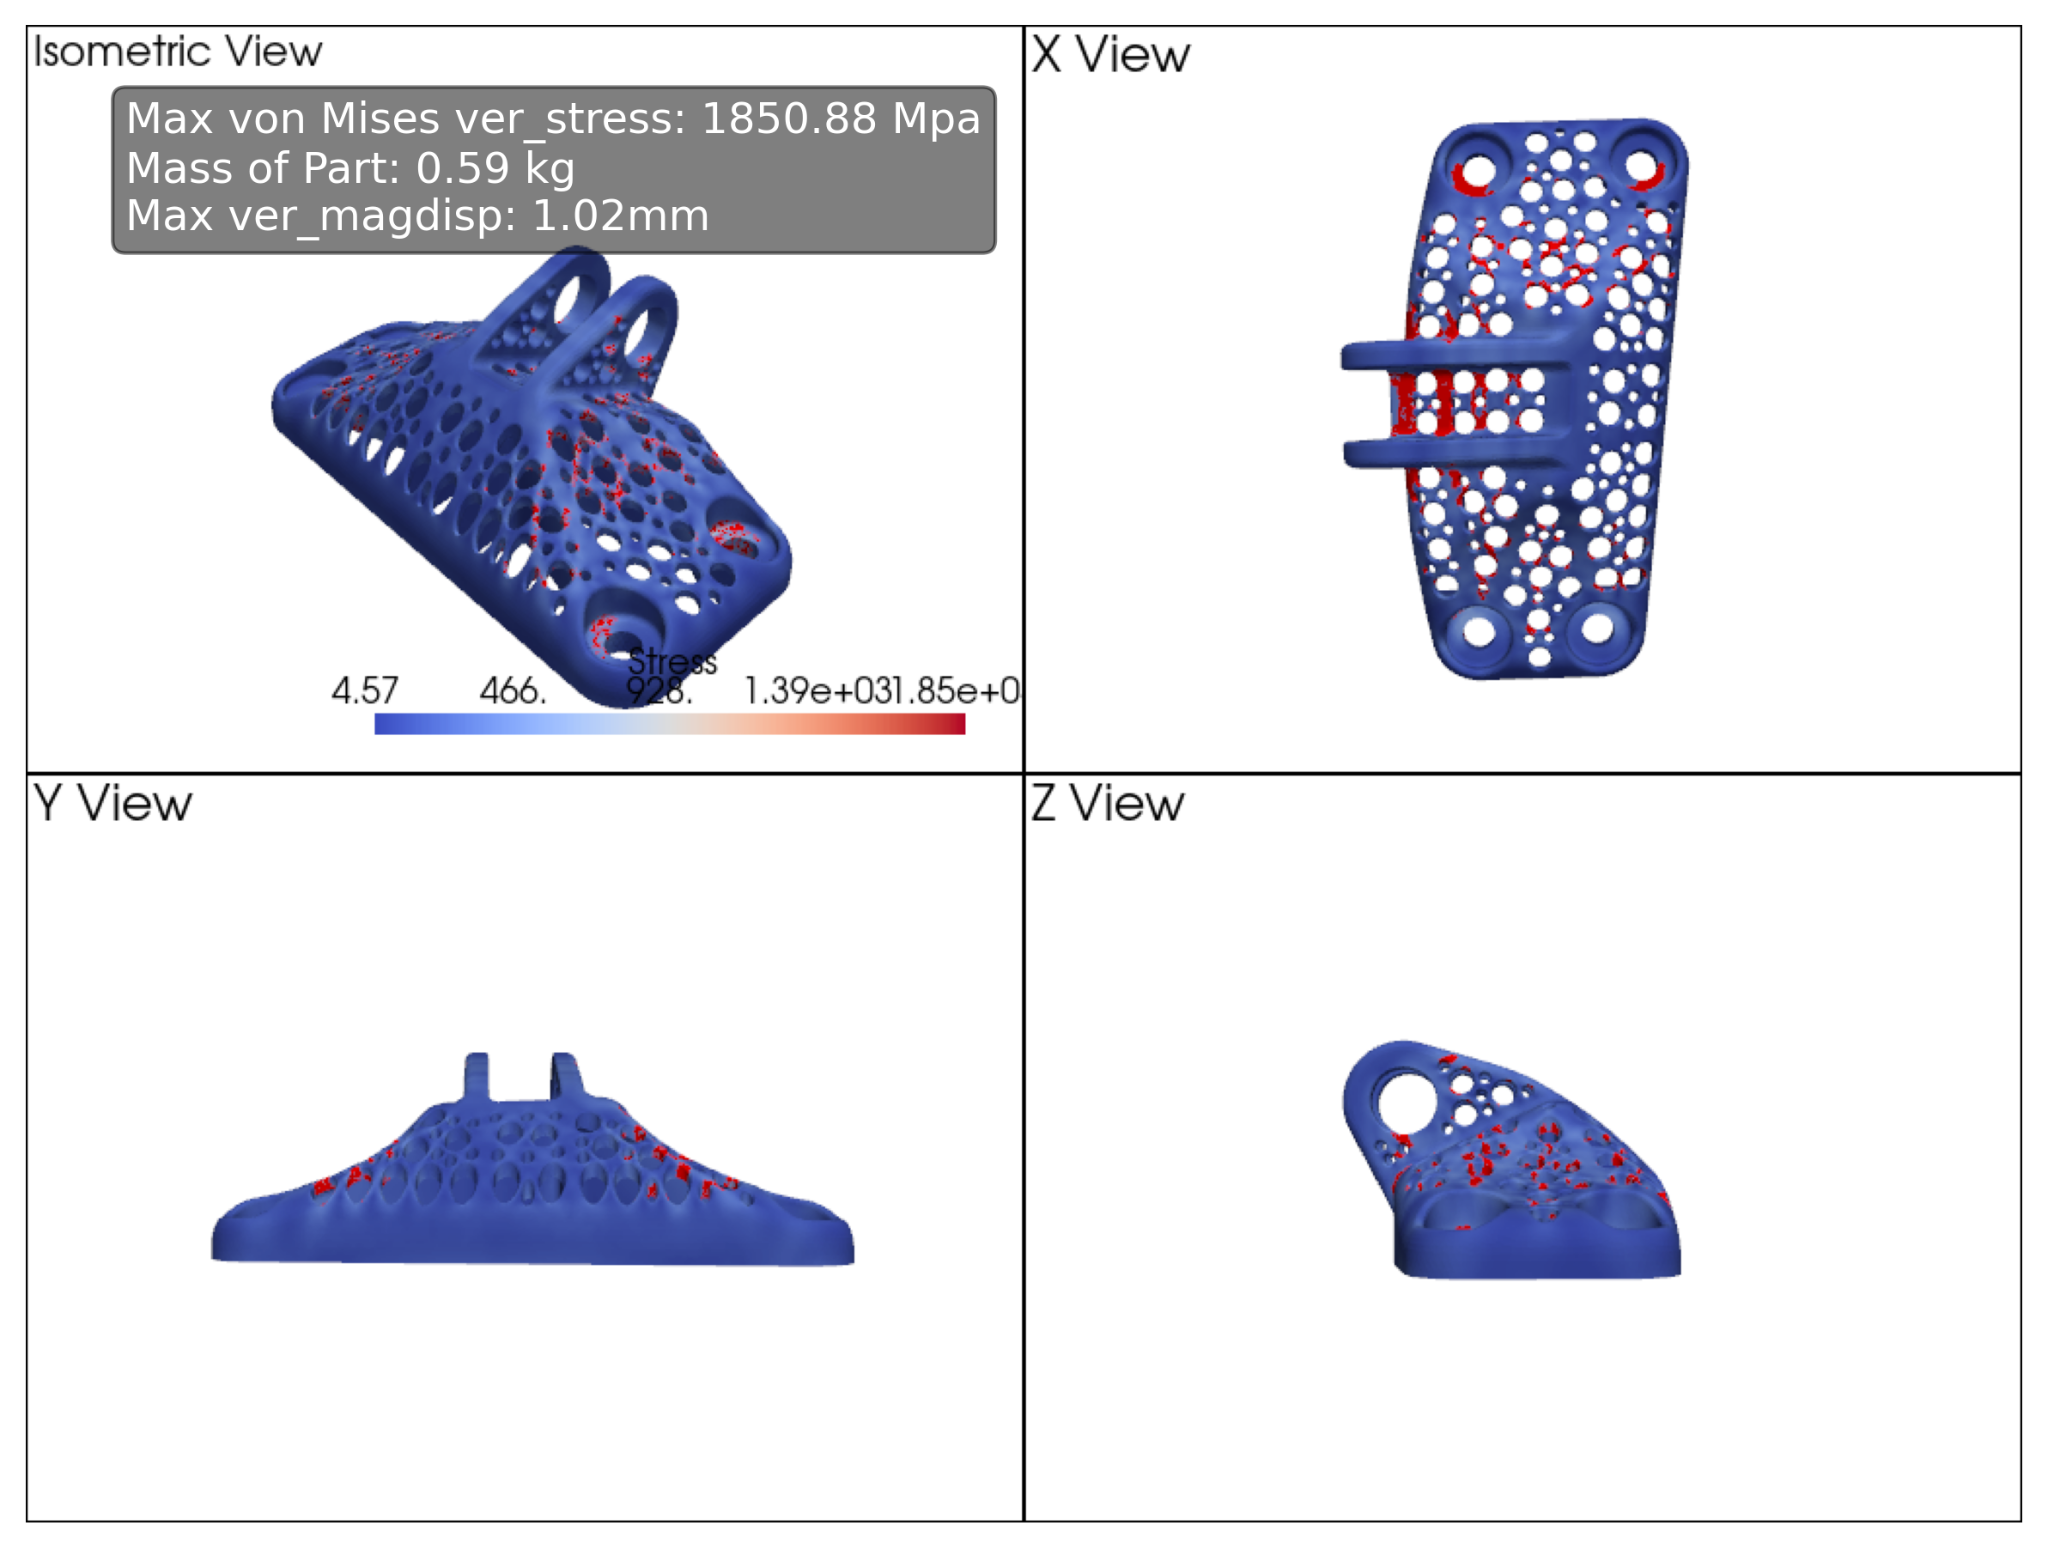 Isometric View
Max von Mises ver_stress: 1850.88 Mpa
Mass of Part: 0.59 kg
Max ver_magdisp: 1.02mm
Stress
4.57 466. 928. 1.39e+031.85e+0
X View
Y View
Z View